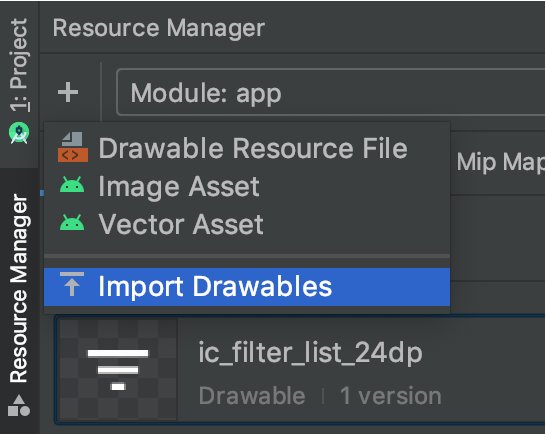 Resource Manager
1: Project
+
Module: app
Drawable Resource File
Image Asset
Mip Map
Vector Asset
Resource Manager
Import Drawables
ic_filter_list_24dp
Drawable | 1 version